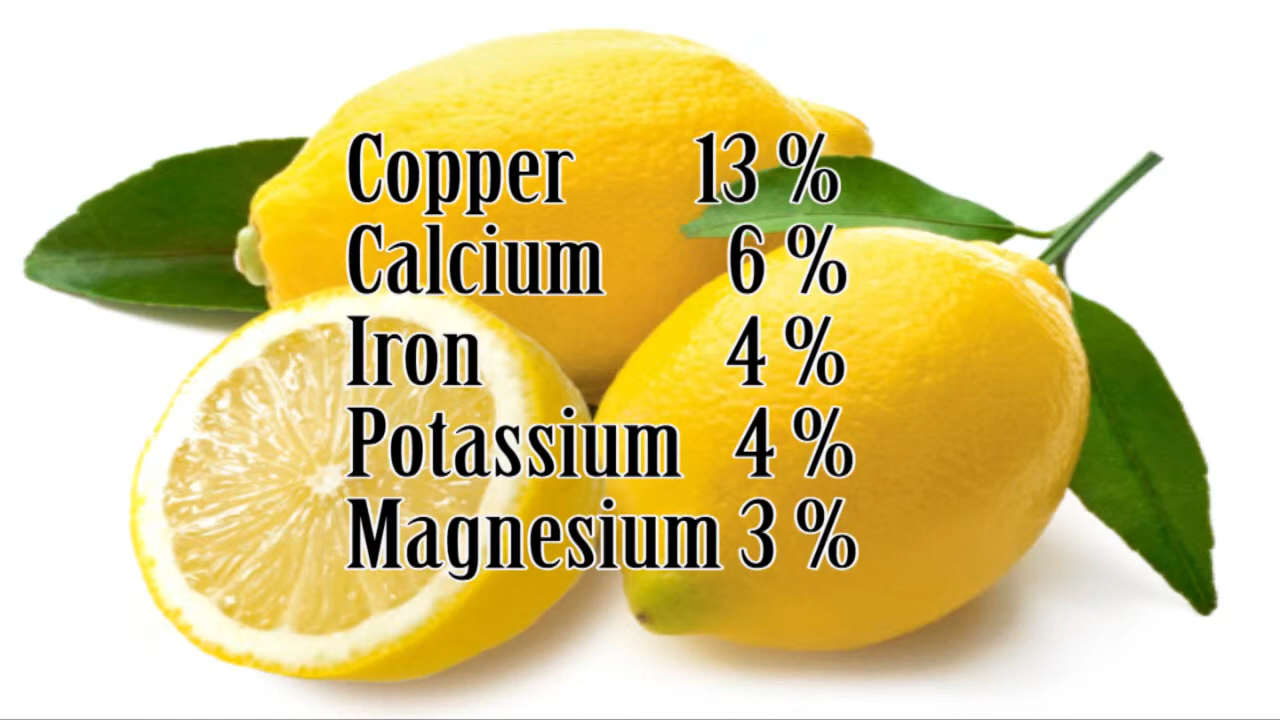 Copper 13 %
Calcium 6 %
Iron 4 %
Potassium 4 %
Magnesium 3 %